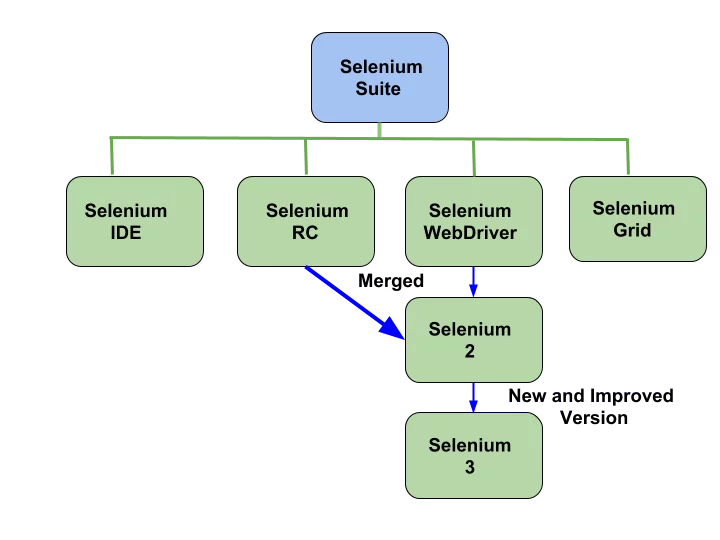 Selenium
Suite
Selenium
IDE
Selenium
RC
Selenium
WebDriver
Selenium
Grid
Merged
Selenium
2
New and Improved
Version
Selenium
3